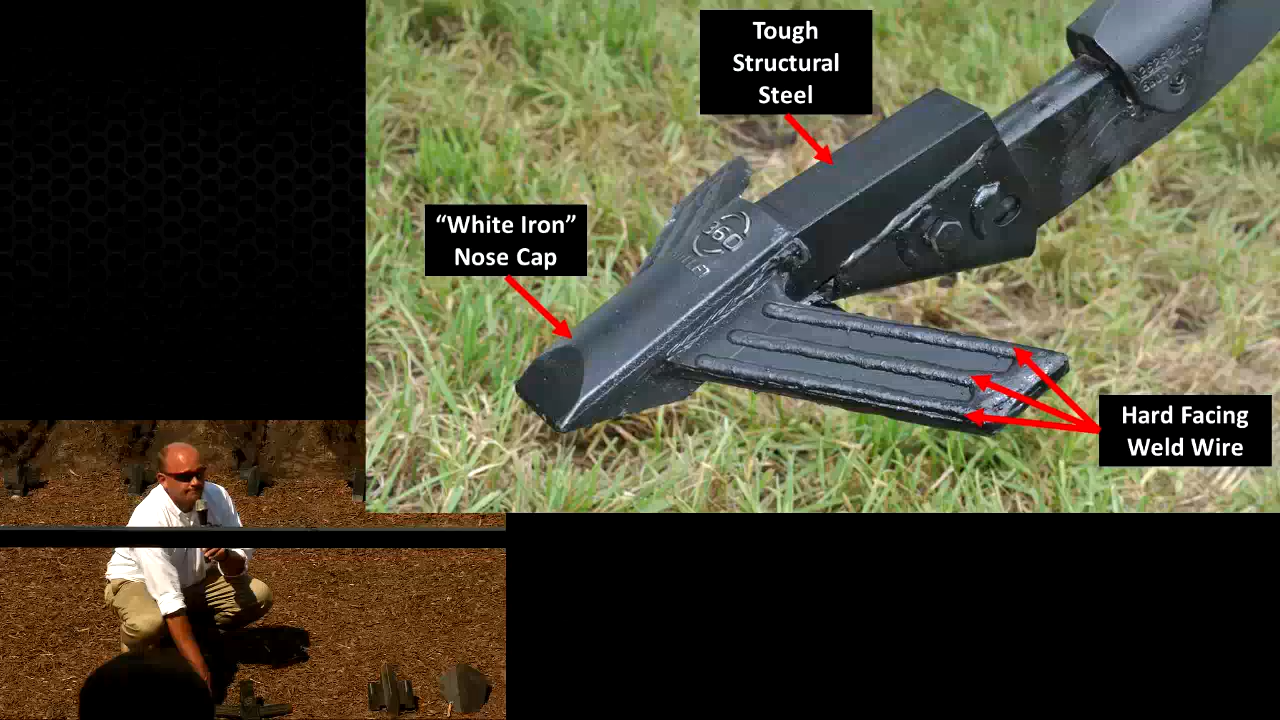 Tough
Structural
Steel
“White Iron”
Nose Cap
360
Hard Facing
Weld Wire